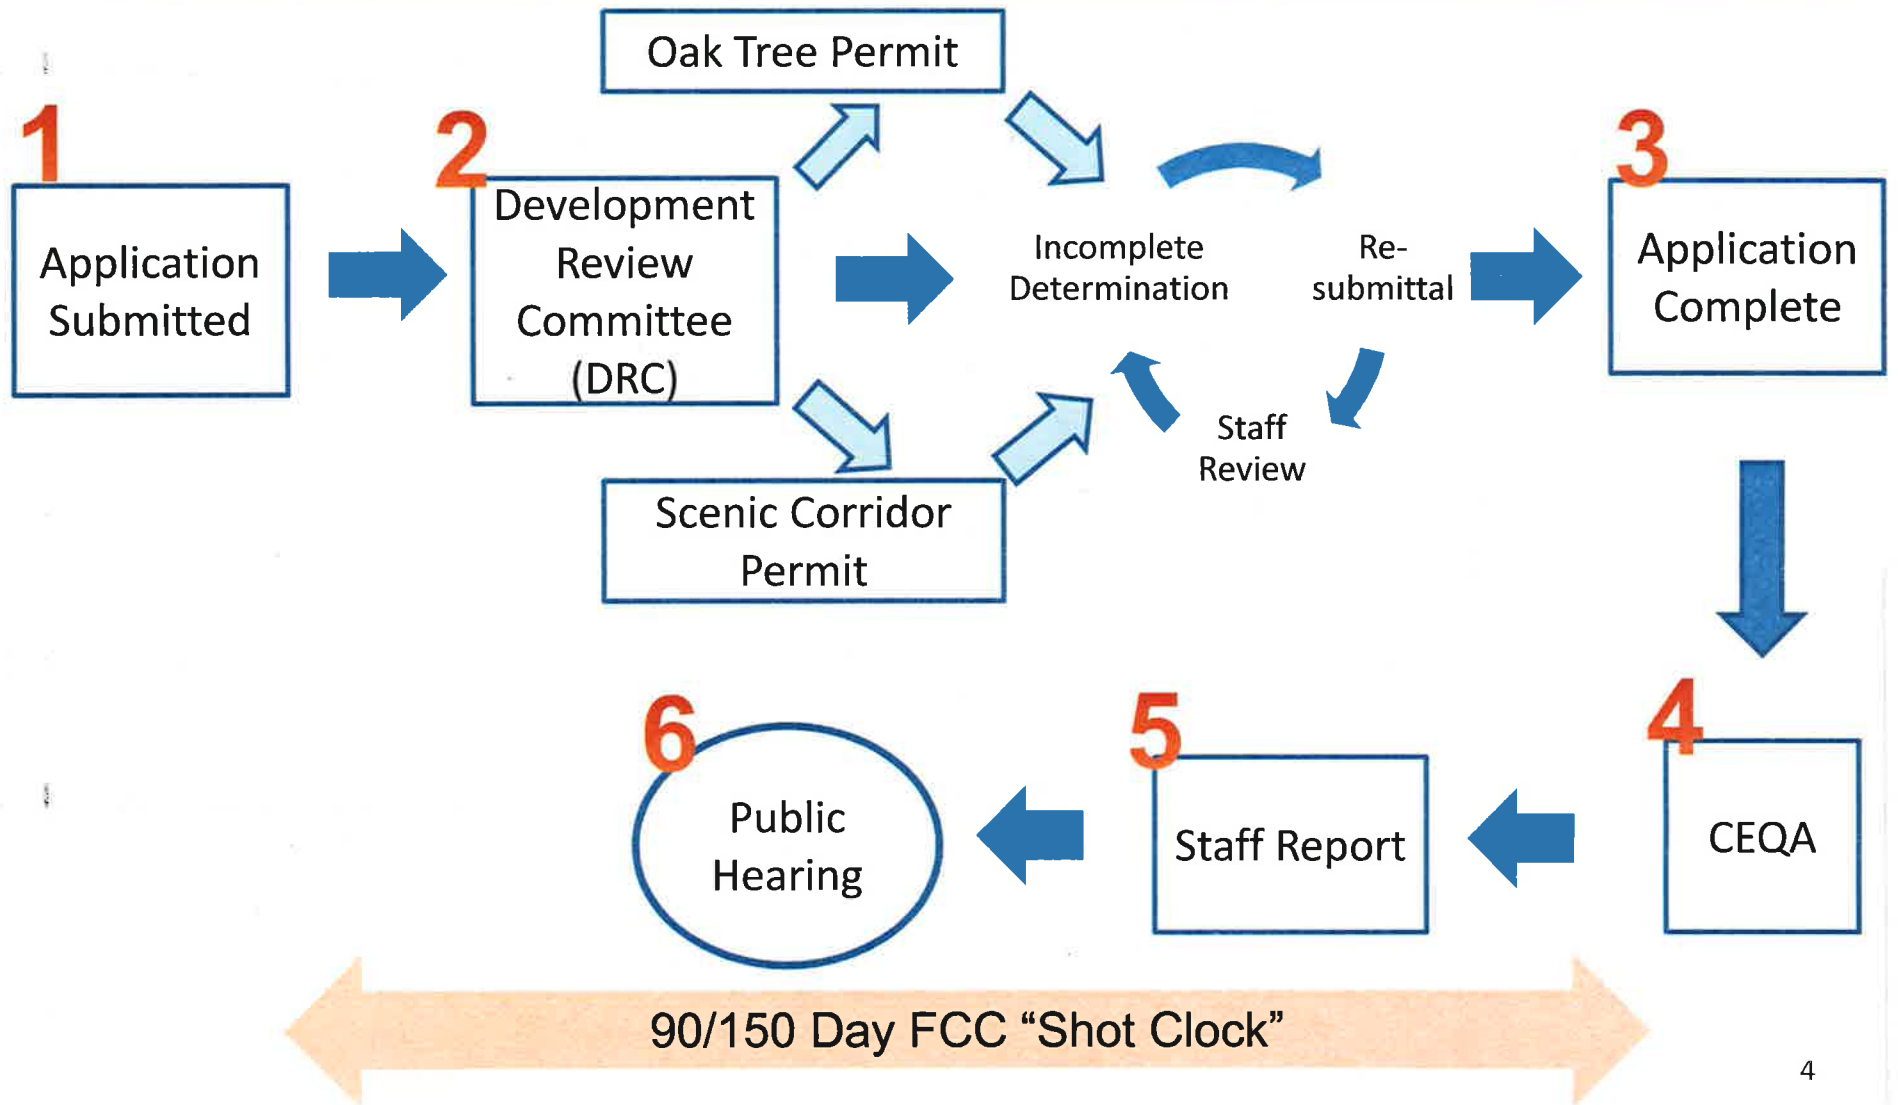 Oak Tree Permit
1
Application
Submitted
2
Development
Review
Committee
(DRC)
Incomplete
Determination
Re-
submittal
Staff
Review
Scenic Corridor
Permit
3
Application
Complete
4
CEQA
5
Staff Report
6
Public
Hearing
90/150 Day FCC “Shot Clock”
4